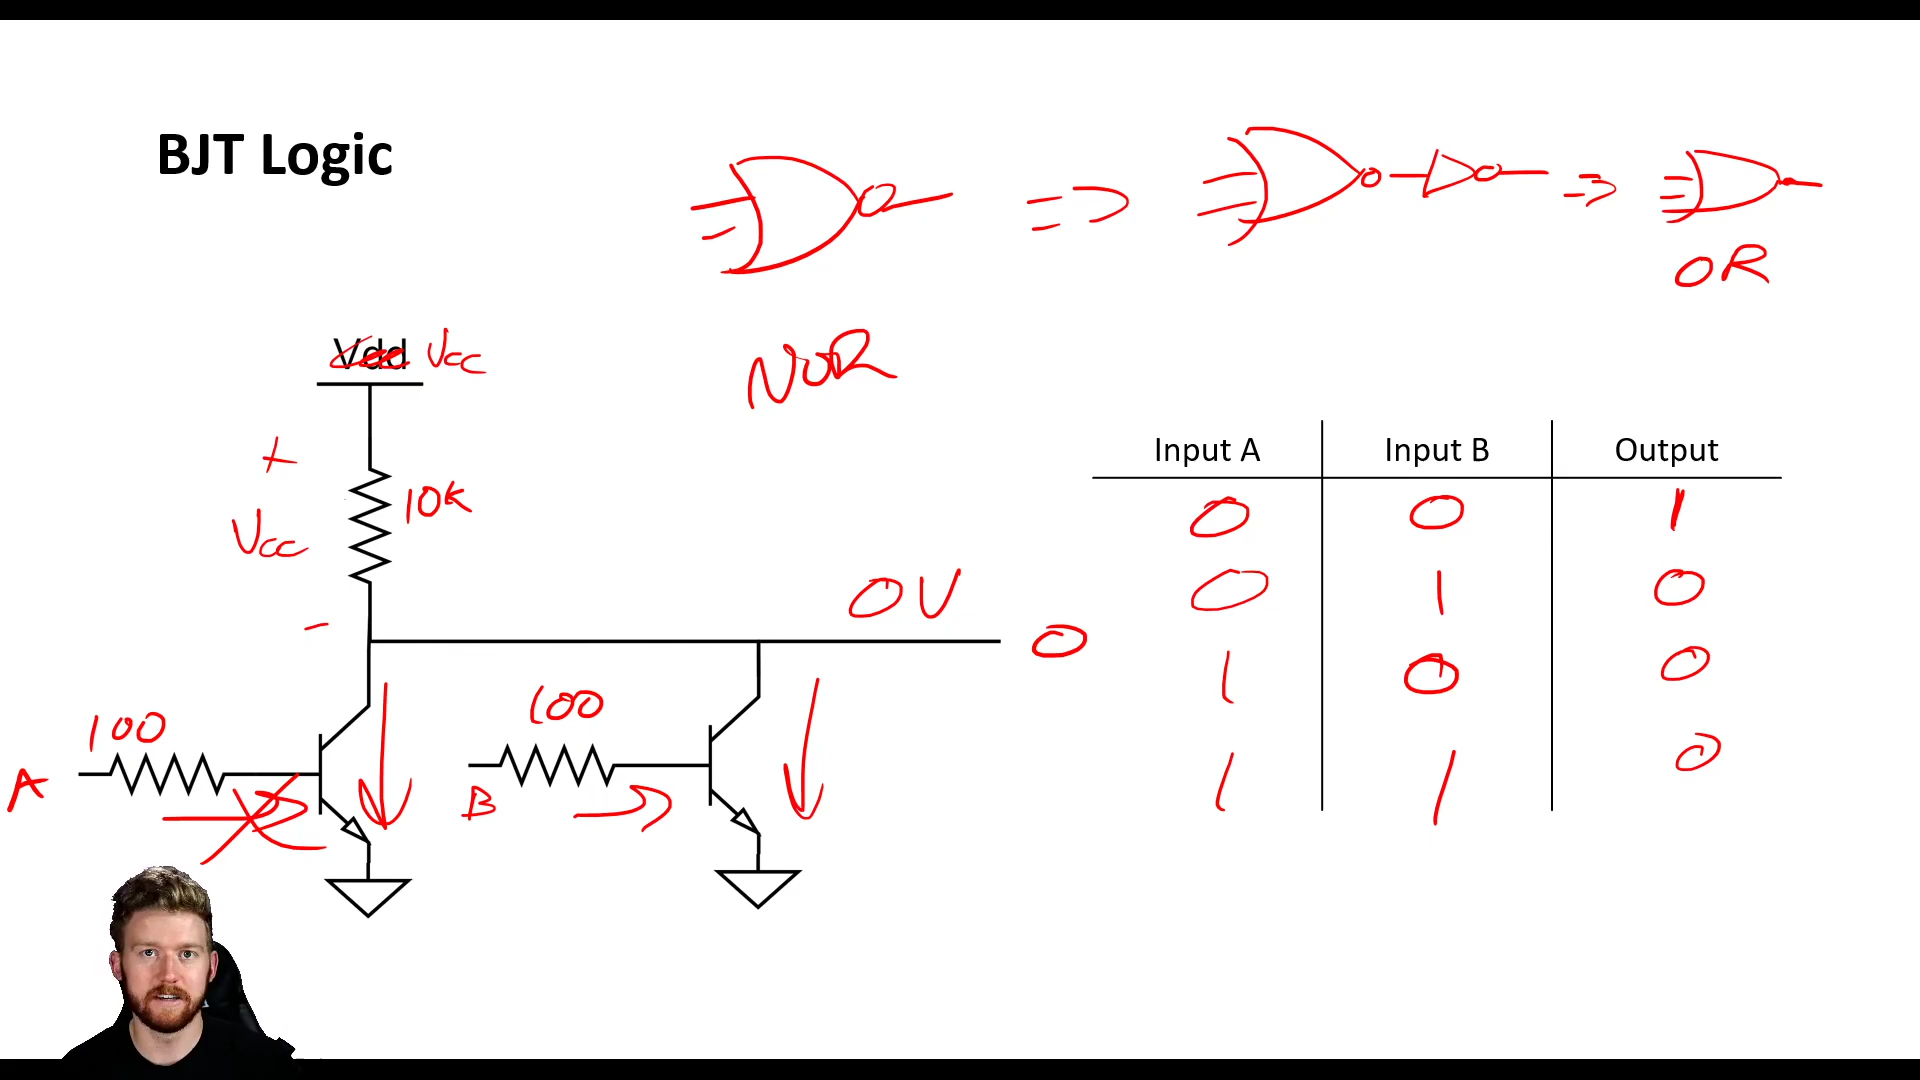 BJT Logic
OR
NOR
Vdd Vcc
+
10K
Vcc
-
0V
0
100
A
100
B
Input A Input B Output
0 0 1
0 1 0
1 0 0
1 1 0